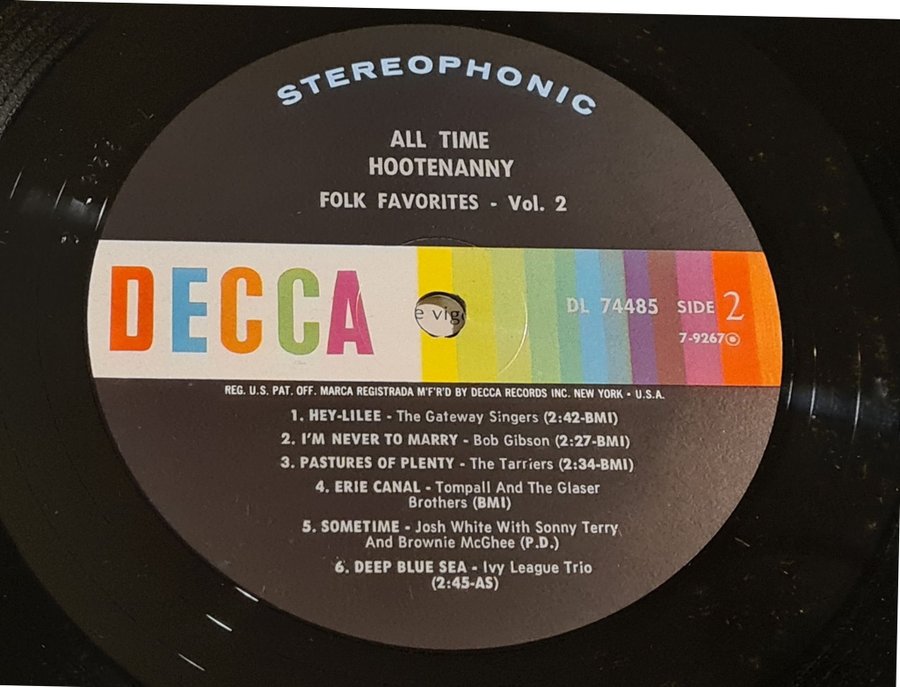 STEREOPHONIC
ALL TIME
HOOTENANNY
FOLK FAVORITES - Vol. 2
DECCA
e vig
DL 74485 SIDE 2
7-9267
REG. U.S. PAT. OFF. MARCA REGISTRADA M'F'R'D BY DECCA RECORDS INC. NEW YORK • U.S.A.
1. HEY-LILEE - The Gateway Singers (2:42-BMI)
2. I'M NEVER TO MARRY - Bob Gibson (2:27-BMI)
3. PASTURES OF PLENTY - The Tarriers (2:34-BMI)
4. ERIE CANAL - Tompall And The Glaser
Brothers (BMI)
5. SOMETIME - Josh White With Sonny Terry
And Brownie McGhee (P.D.)
6. DEEP BLUE SEA - Ivy League Trio
(2:45-AS)